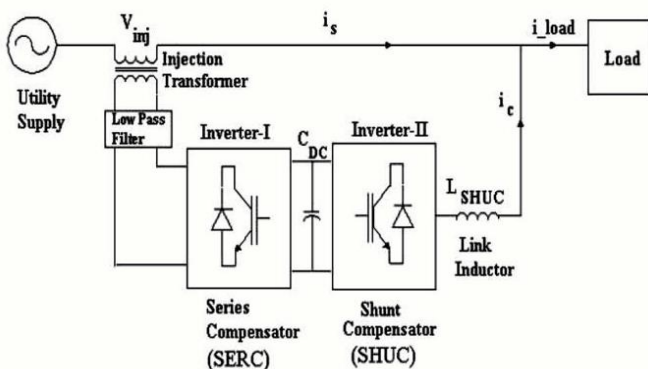 V inj
i s
i_load
Load
Injection
Transformer
Utility
Supply
i c
Low Pass
Filter
Inverter-I
C DC
Inverter-II
L SHUC
Link
Inductor
Series
Compensator
(SERC)
Shunt
Compensator
(SHUC)